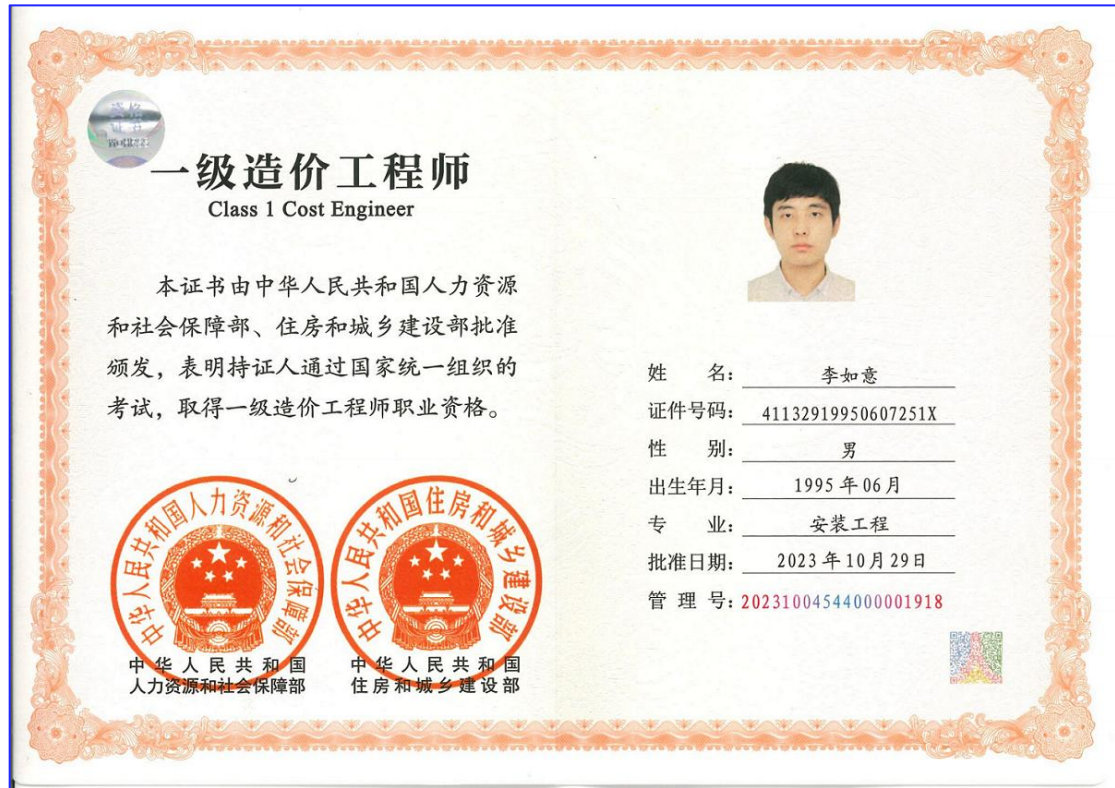 资格
证书
一级造价工程师
Class 1 Cost Engineer
本证书由中华人民共和国人力资源
和社会保障部、住房和城乡建设部批准
颁发，表明持证人通过国家统一组织的
考试，取得一级造价工程师职业资格。
中华人民共和国人力资源和社会保障部
中华人民共和国住房和城乡建设部
中华人民共和国
人力资源和社会保障部
中华人民共和国
住房和城乡建设部
姓 名： 李如意
证件号码： 41132919950607251X
性 别： 男
出生年月： 1995年06月
专 业： 安装工程
批准日期： 2023年10月29日
管 理 号： 20231004544000001918